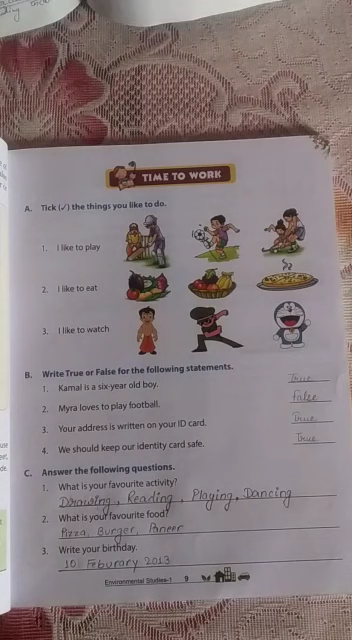 TIME TO WORK
A. Tick (✓) the things you like to do.
1. I like to play
2. I like to eat
3. I like to watch
B. Write True or False for the following statements.
1. Kamal is a six-year old boy. True
2. Myra loves to play football. False
3. Your address is written on your ID card. True
4. We should keep our identity card safe. True
C. Answer the following questions.
1. What is your favourite activity?
Drawing, Reading, Playing, Dancing
2. What is your favourite food?
Pizza, Burger, Paneer
3. Write your birthday.
10 Feburary 2013
Environmental Studies-1 9